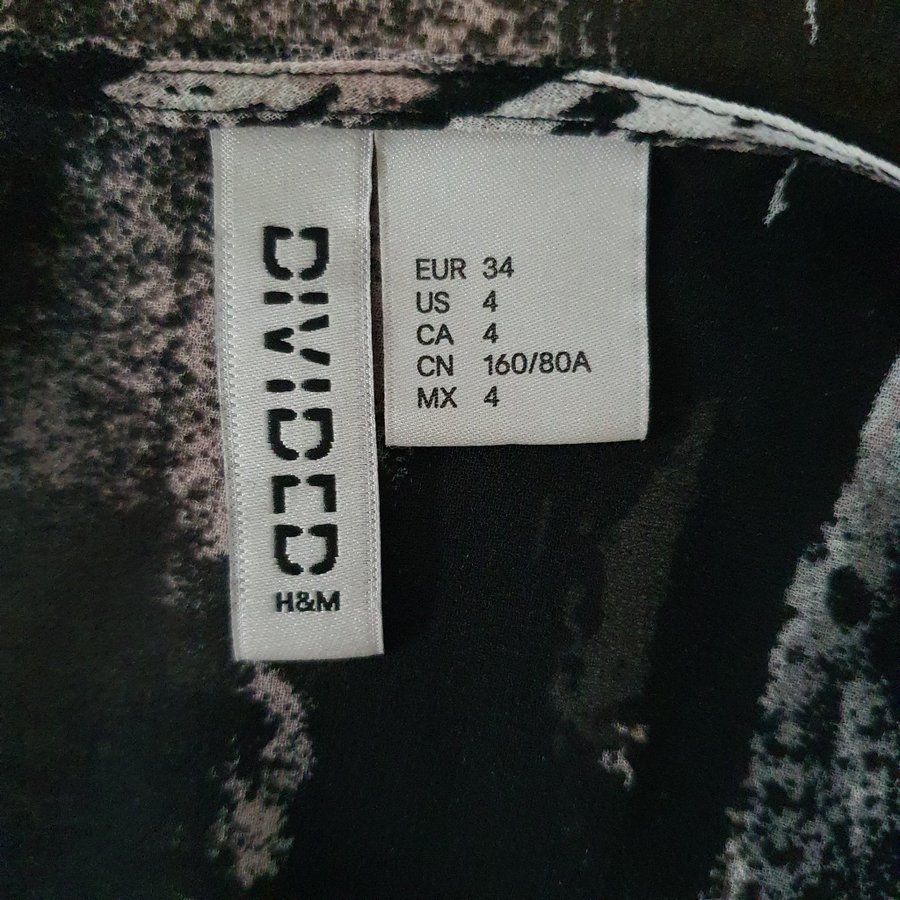 DIVIDED
H&M
EUR 34
US 4
CA 4
CN 160/80A
MX 4